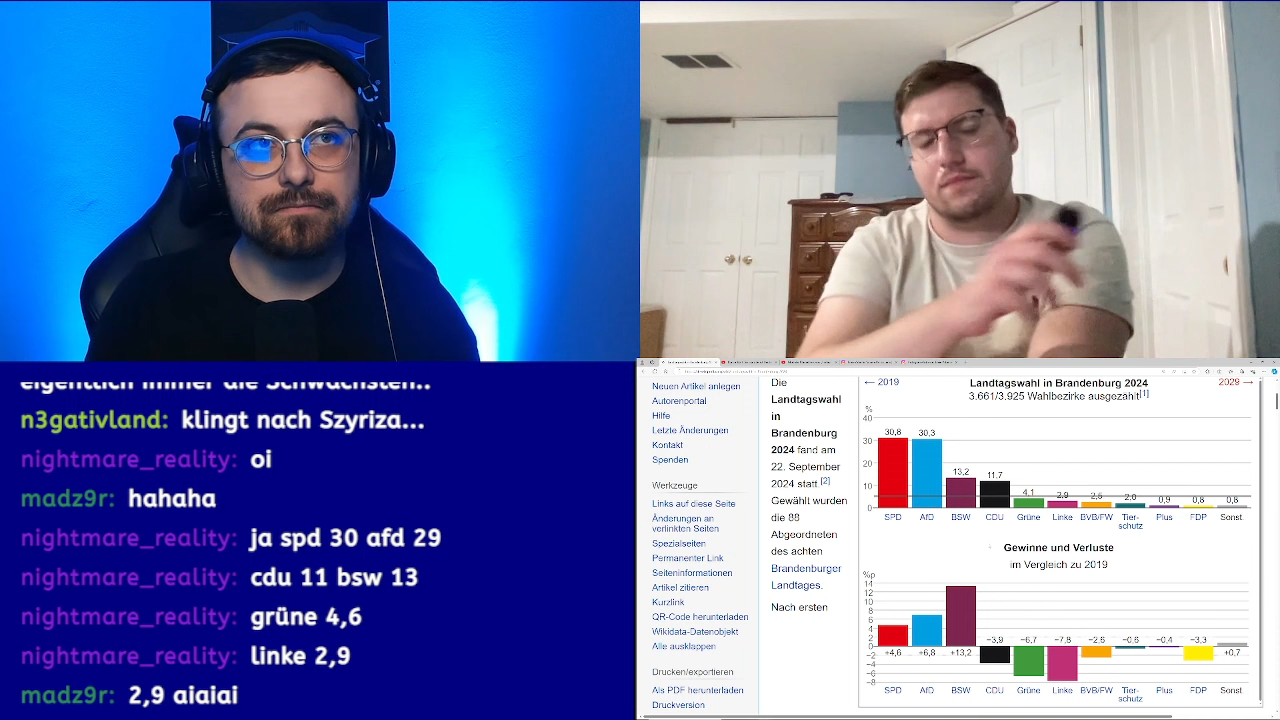 eigentlich immer die Schwächsten..
n3gativland: klingt nach Szyriza...
nightmare_reality: oi
madz9r: hahaha
nightmare_reality: ja spd 30 afd 29
nightmare_reality: cdu 11 bsw 13
nightmare_reality: grüne 4,6
nightmare_reality: linke 2,9
madz9r: 2,9 aiaiai
Neuen Artikel anlegen
Autorenportal
Hilfe
Letzte Änderungen
Kontakt
Spenden
Werkzeuge
Links auf diese Seite
Änderungen an
verlinkten Seiten
Spezialseiten
Permanenter Link
Seiteninformationen
Artikel zitieren
Kurzlink
QR-Code herunterladen
Wikidata-Datenobjekt
Alle ausklappen
Drucken/exportieren
Als PDF herunterladen
Druckversion
Die
Landtagswahl
in
Brandenburg
2024 fand am
22. September
2024 statt.[2]
Gewählt wurden
die 88
Abgeordneten
des achten
Brandenburger
Landtages.
Nach ersten
← 2019 Landtagswahl in Brandenburg 2024 2029 →
3.661/3.925 Wahlbezirke ausgezählt[1]
%
40
30
20
10
0
30,8 30,3 13,2 11,7 4,1 2,9 2,6 2,0 0,9 0,8 0,8
SPD AfD BSW CDU Grüne Linke BVB/FW Tier-schutz Plus FDP Sonst.
Gewinne und Verluste
im Vergleich zu 2019
%p
14
12
10
8
6
4
2
0
−2
−4
−6
−8
+4,6 +6,8 +13,2 −3,9 −6,7 −7,8 −2,5 −0,6 −0,4 −3,3 +0,7
SPD AfD BSW CDU Grüne Linke BVB/FW Tier-schutz Plus FDP Sonst.